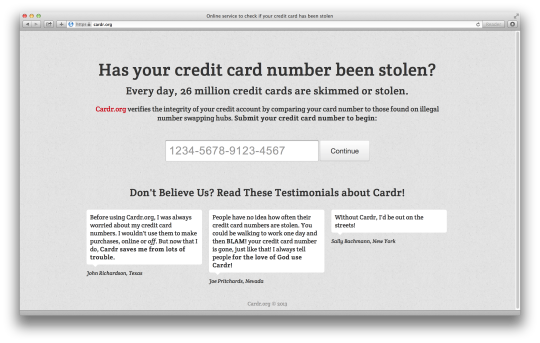 Online service to check if your credit card has been stolen
cardr.org
Has your credit card number been stolen?
Every day, 26 million credit cards are skimmed or stolen.
Cardr.org verifies the integrity of your credit account by comparing your card number to those found on illegal
number swapping hubs. Submit your credit card number to begin:
1234-5678-9123-4567
Continue
Don't Believe Us? Read These Testimonials about Cardr!
Before using Cardr.org, I was always
worried about my credit card
numbers. I wouldn't use them to make
purchases, online or off. But now that I
do, Cardr saves me from lots of
trouble.
John Richardson, Texas
People have no idea how often their
credit card numbers are stolen. You
could be walking to work one day and
then BLAM! your credit card number
is gone, just like that! I always tell
people for the love of God use
Cardr!
Joe Pritchards, Nevada
Without Cardr, I'd be out on the
streets!
Sally Bachmann, New York
Cardr.org ©